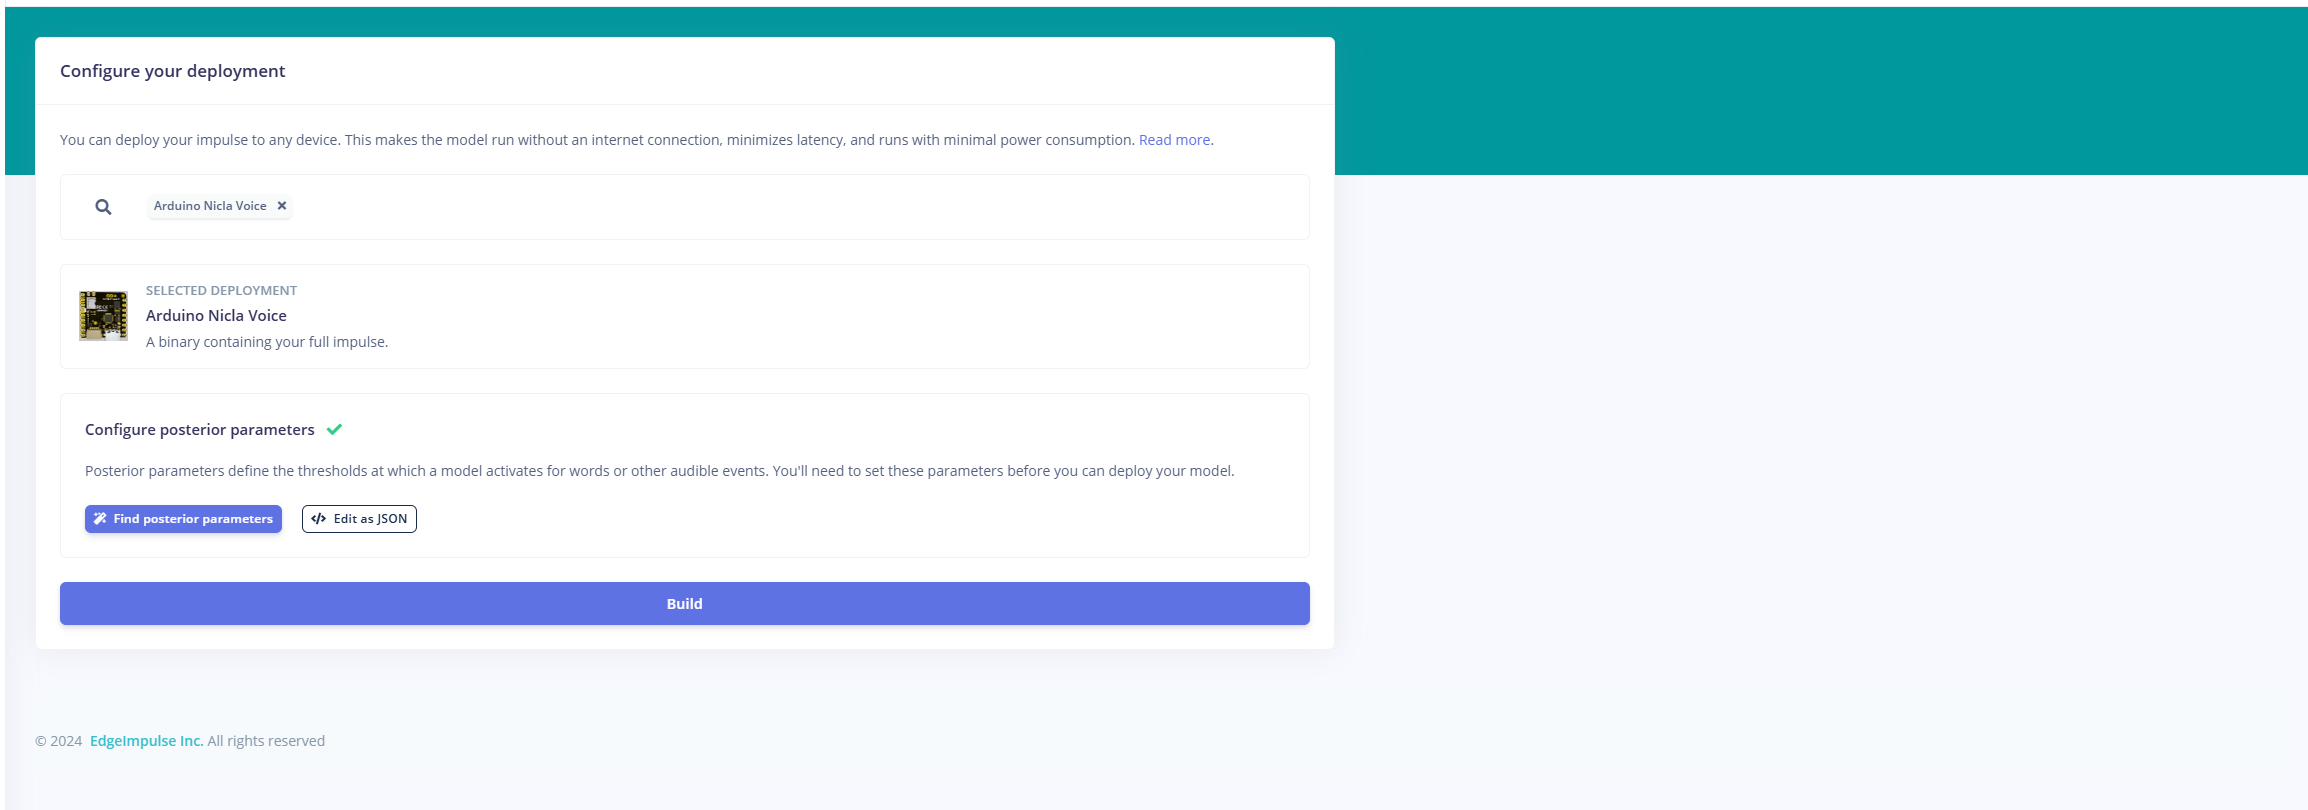 Configure your deployment
You can deploy your impulse to any device. This makes the model run without an internet connection, minimizes latency, and runs with minimal power consumption. Read more.
Arduino Nicla Voice
SELECTED DEPLOYMENT
Arduino Nicla Voice
A binary containing your full impulse.
Configure posterior parameters
Posterior parameters define the thresholds at which a model activates for words or other audible events. You'll need to set these parameters before you can deploy your model.
Find posterior parameters
Edit as JSON
Build
© 2024 EdgeImpulse Inc. All rights reserved